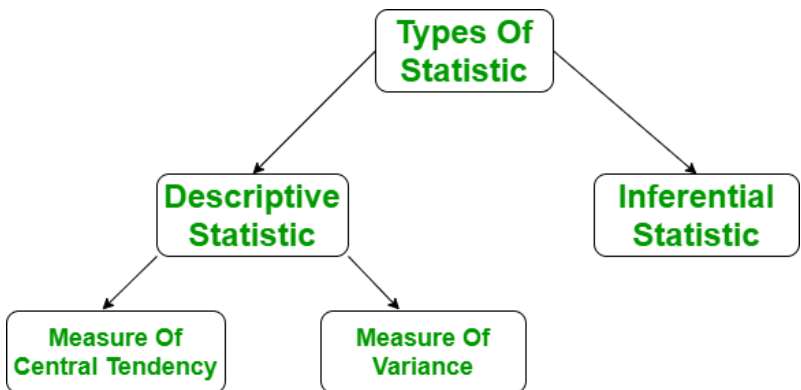 Types Of
Statistic
Descriptive
Statistic
Inferential
Statistic
Measure Of
Central Tendency
Measure Of
Variance